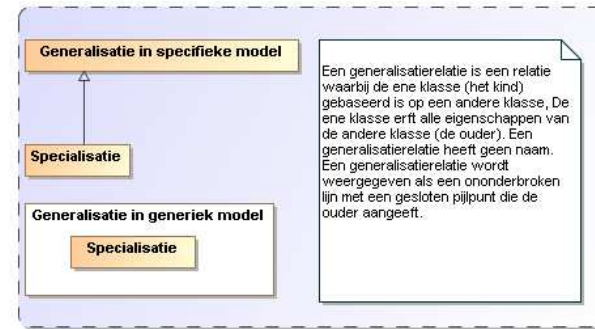 Generalisatie in specifieke model
Specialisatie
Generalisatie in generiek model
Specialisatie
Een generalisatierelatie is een relatie
waarbij de ene klasse (het kind)
gebaseerd is op een andere klasse, De
ene klasse erft alle eigenschappen van
de andere klasse (de ouder). Een
generalisatierelatie heeft geen naam.
Een generalisatierelatie wordt
weergegeven als een ononderbroken
lijn met een gesloten pijlpunt die de
ouder aangeeft.